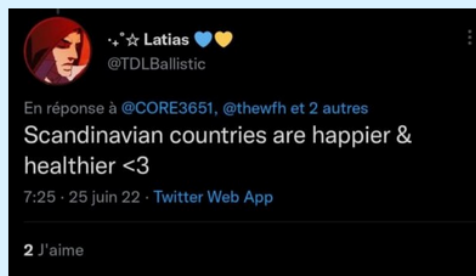 ·₊˚☆ Latias 💙💛
@TDLBallistic
En réponse à @CORE3651, @thewfh et 2 autres
Scandinavian countries are happier &
healthier <3
7:25 · 25 juin 22 · Twitter Web App
2 J'aime